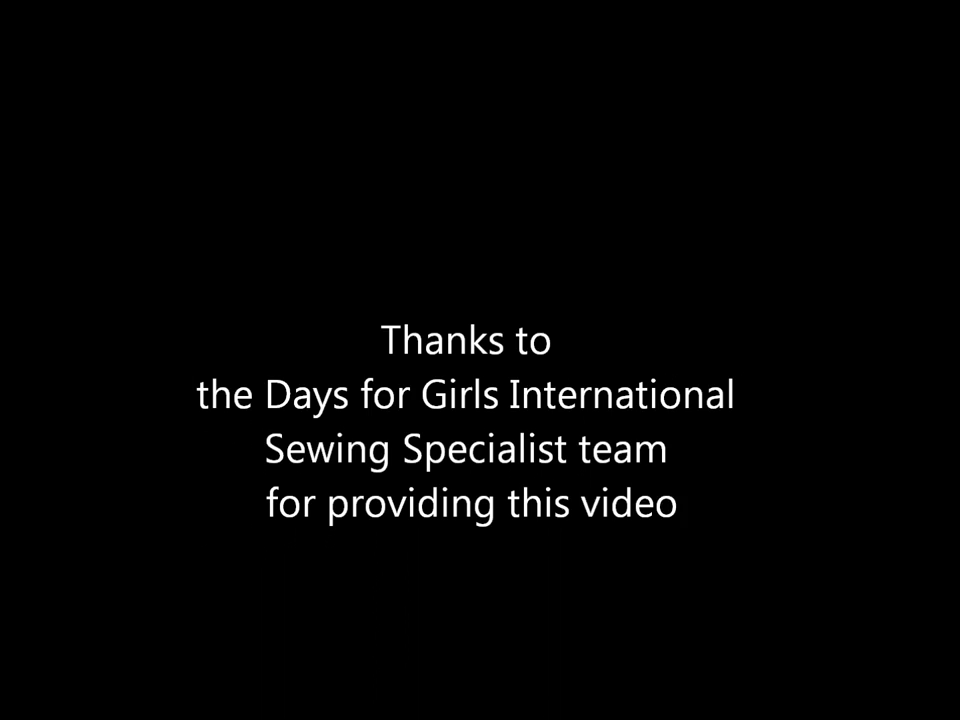 Thanks to
the Days for Girls International
Sewing Specialist team
for providing this video